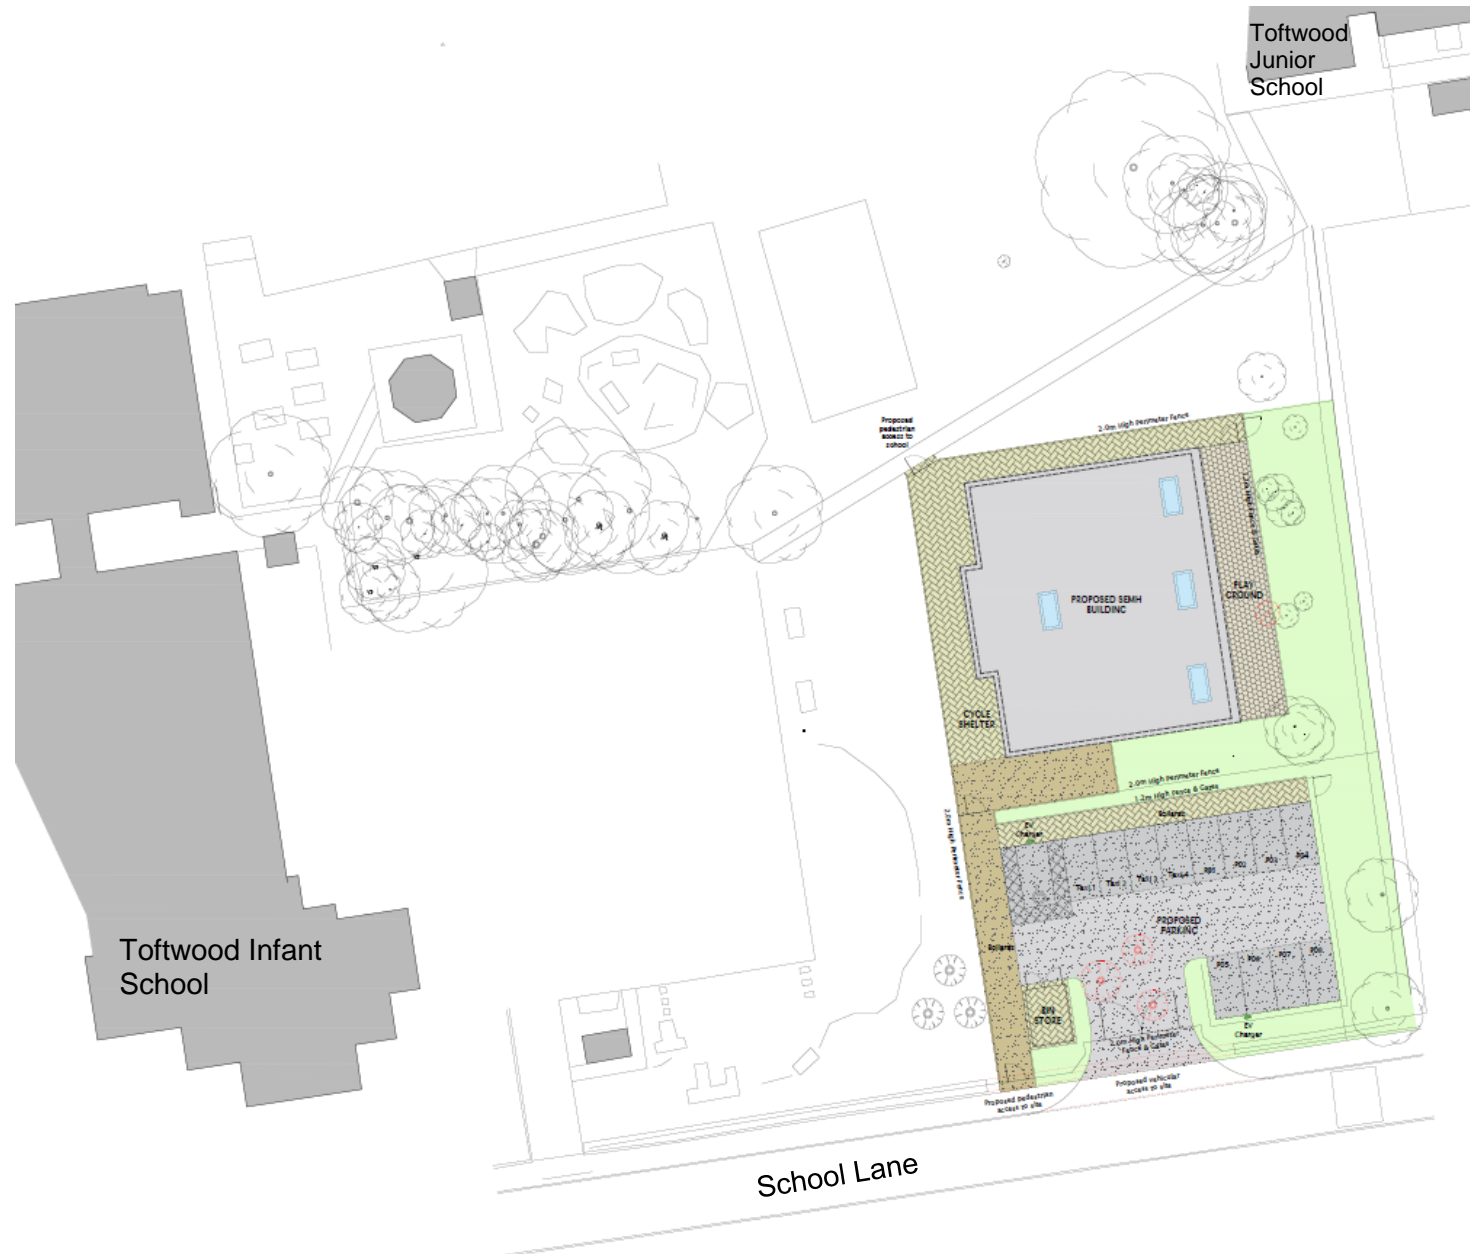 Toftwood
Junior
School
Proposed
pedestrian
access to
school
2.0m High Perimeter Fence
PROPOSED SEMH
BUILDING
PLAY
GROUND
CYCLE
SHELTER
2.0m High Perimeter Fence
1.2m High Fence & Gates
Bollards
EV
Charger
2.0m High Perimeter Fence
Taxi 1
Taxi 2
Taxi 3
Taxi 4
P01
P02
P03
P04
PROPOSED
PARKING
Bollards
P05
P06
P07
P08
BIN
STORE
EV
Charger
2.0m High Perimeter
Fence & Gates
Proposed vehicular
access to site
Proposed pedestrian
access to site
Toftwood Infant
School
School Lane